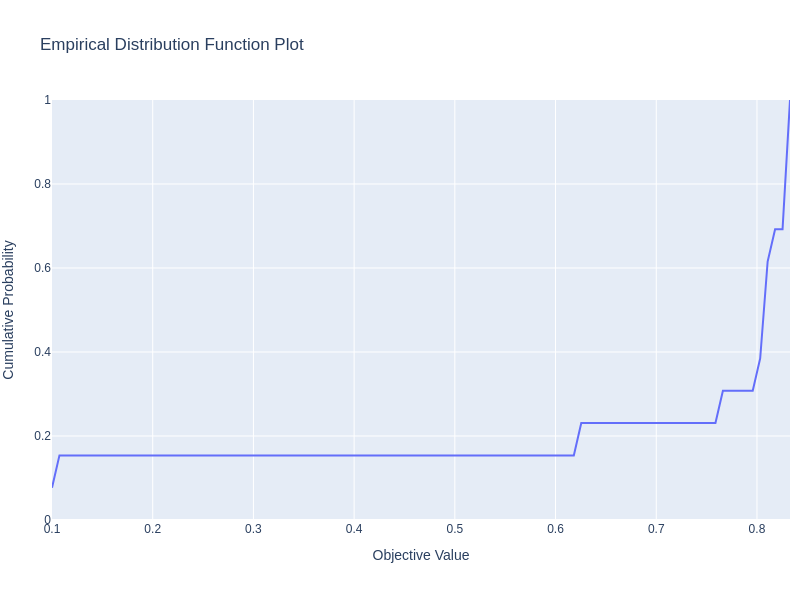 Empirical Distribution Function Plot
1
0.8
0.6
0.4
0.2
0
Cumulative Probability
0.1 0.2 0.3 0.4 0.5 0.6 0.7 0.8
Objective Value